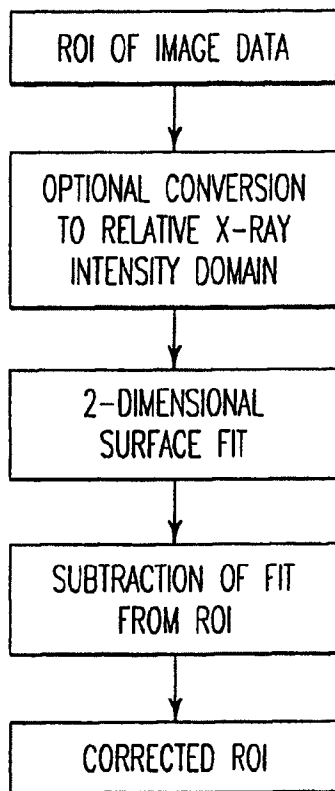 ROI OF IMAGE DATA
OPTIONAL CONVERSION
TO RELATIVE X-RAY
INTENSITY DOMAIN
2-DIMENSIONAL
SURFACE FIT
SUBTRACTION OF FIT
FROM ROI
CORRECTED ROI